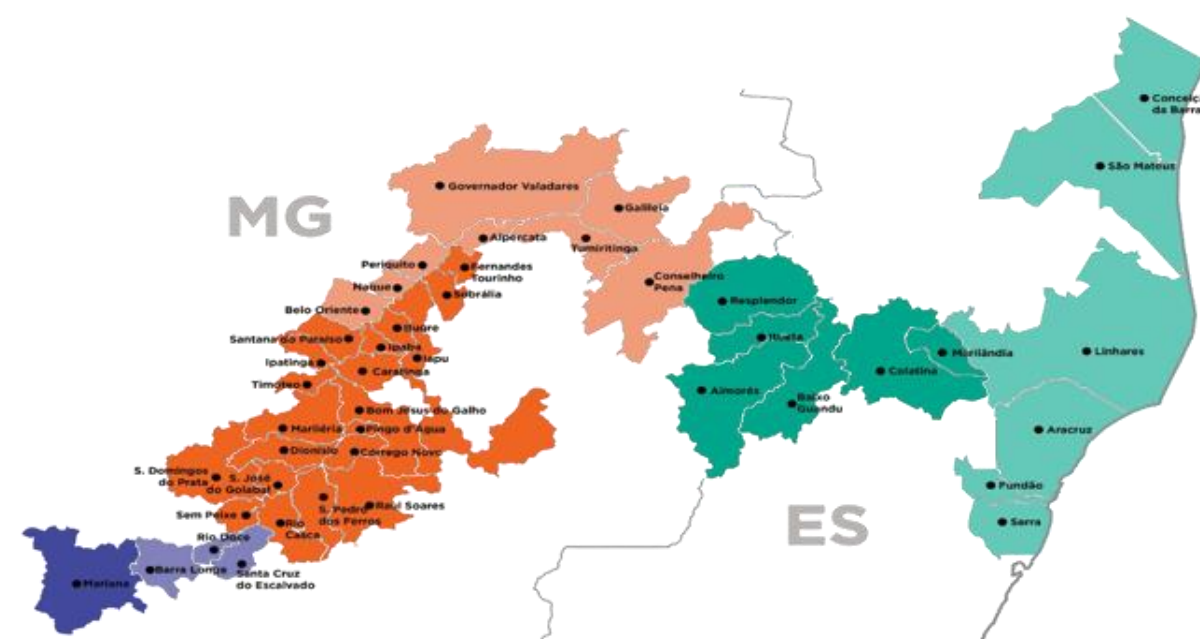 Conceiç
da Barra
São Mateus
Governador Valadares
MG
Galileia
Alpercata
Tumiritinga
Periquito
Fernandes
Tourinho
Conselheiro
Pena
Naque
Sobrália
Resplendor
Belo Oriente
Bugre
Santana do Paraíso
Itueta
Ipaba
Iapu
Marilândia
Linhares
Ipatinga
Caratinga
Colatina
Timóteo
Aimorés
Baixo
Guandu
Bom Jesus do Galho
Marliéria
Pingo d'Água
Aracruz
Dionísio
Córrego Novo
S. Domingos
do Prata
S. José
do Goiabal
Fundão
Raul Soares
S. Pedro
dos Ferros
Sem Peixe
Rio
Casca
ES
Serra
Rio Doce
Barra Longa
Santa Cruz
do Escalvado
Mariana